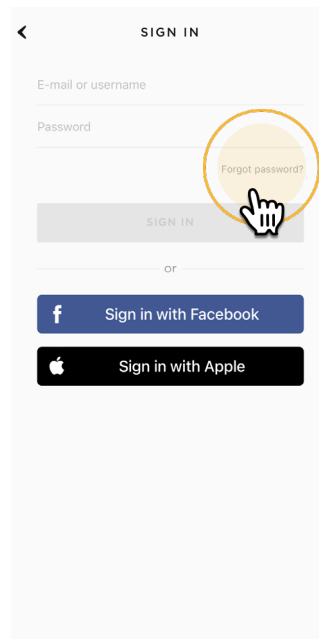 SIGN IN
E-mail or username
Password
Forgot password?
SIGN IN
or
Sign in with Facebook
Sign in with Apple